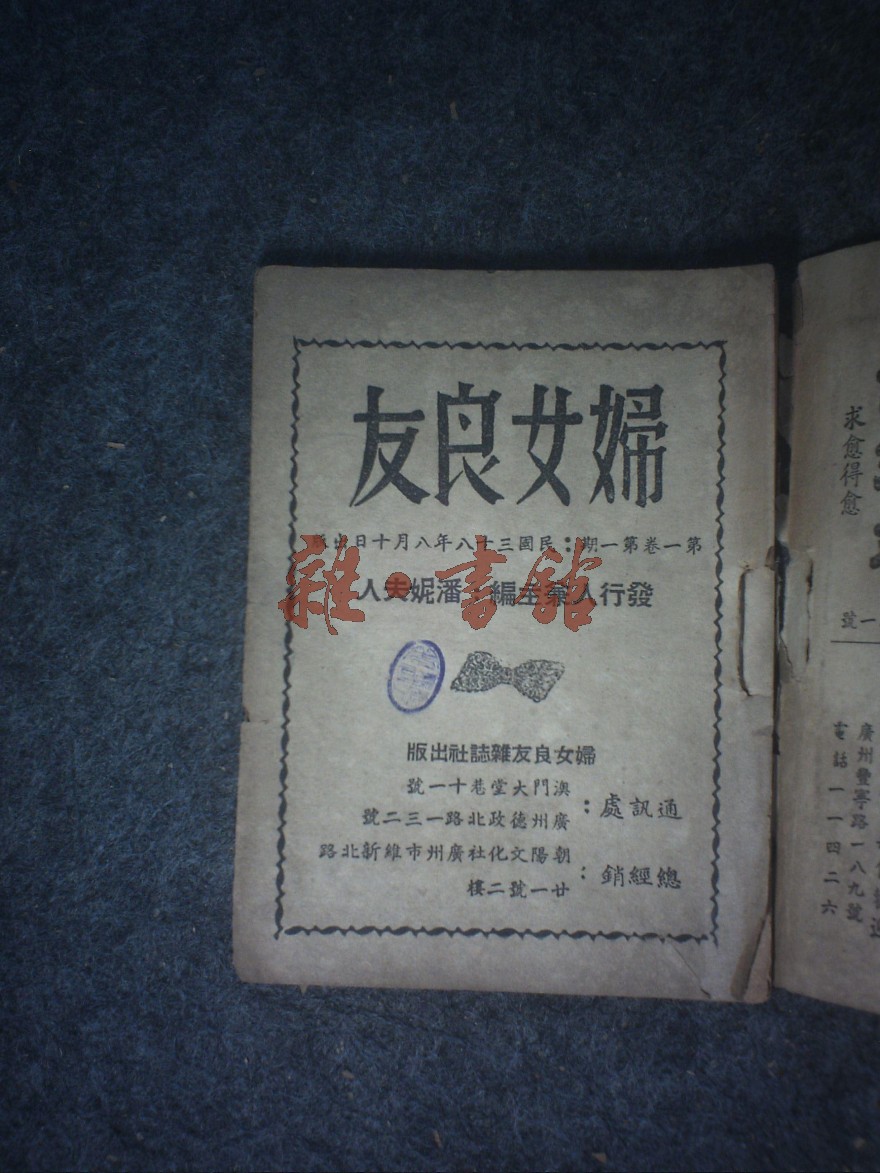 婦女良友
第一卷第一期：民國三十八年八月十日出版
發行人兼主編：潘妮夫人
雜·書館
婦女良友雜誌社出版
通訊處：澳門大堂巷十一號
廣州德政北路一三二號
總經銷：朝陽文化社廣州市維新北路
廿一號二樓
求愈得愈
一號
廣州豐寧路一八九號
電話一一四二六